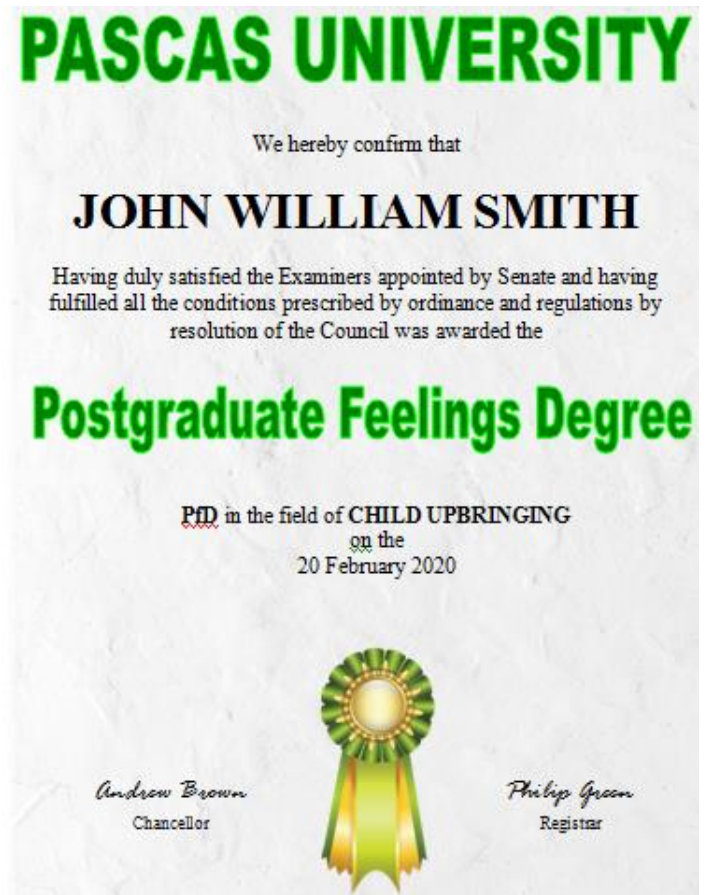 PASCAS UNIVERSITY
We hereby confirm that
JOHN WILLIAM SMITH
Having duly satisfied the Examiners appointed by Senate and having
fulfilled all the conditions prescribed by ordinance and regulations by
resolution of the Council was awarded the
Postgraduate Feelings Degree
PfD in the field of CHILD UPBRINGING
on the
20 February 2020
Andrew Brown
Chancellor
Philip Green
Registrar